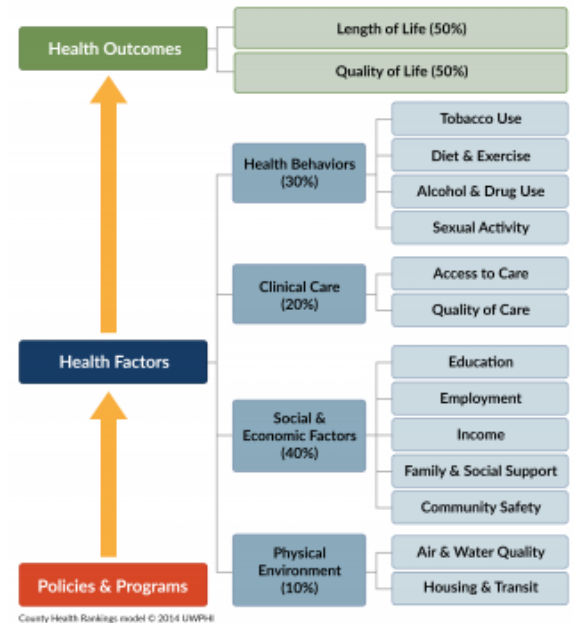 Health Outcomes
Length of Life (50%)
Quality of Life (50%)
Health Behaviors
(30%)
Tobacco Use
Diet & Exercise
Alcohol & Drug Use
Sexual Activity
Clinical Care
(20%)
Access to Care
Quality of Care
Health Factors
Social &
Economic Factors
(40%)
Education
Employment
Income
Family & Social Support
Community Safety
Physical
Environment
(10%)
Air & Water Quality
Housing & Transit
Policies & Programs
County Health Rankings model © 2014 UWPHI